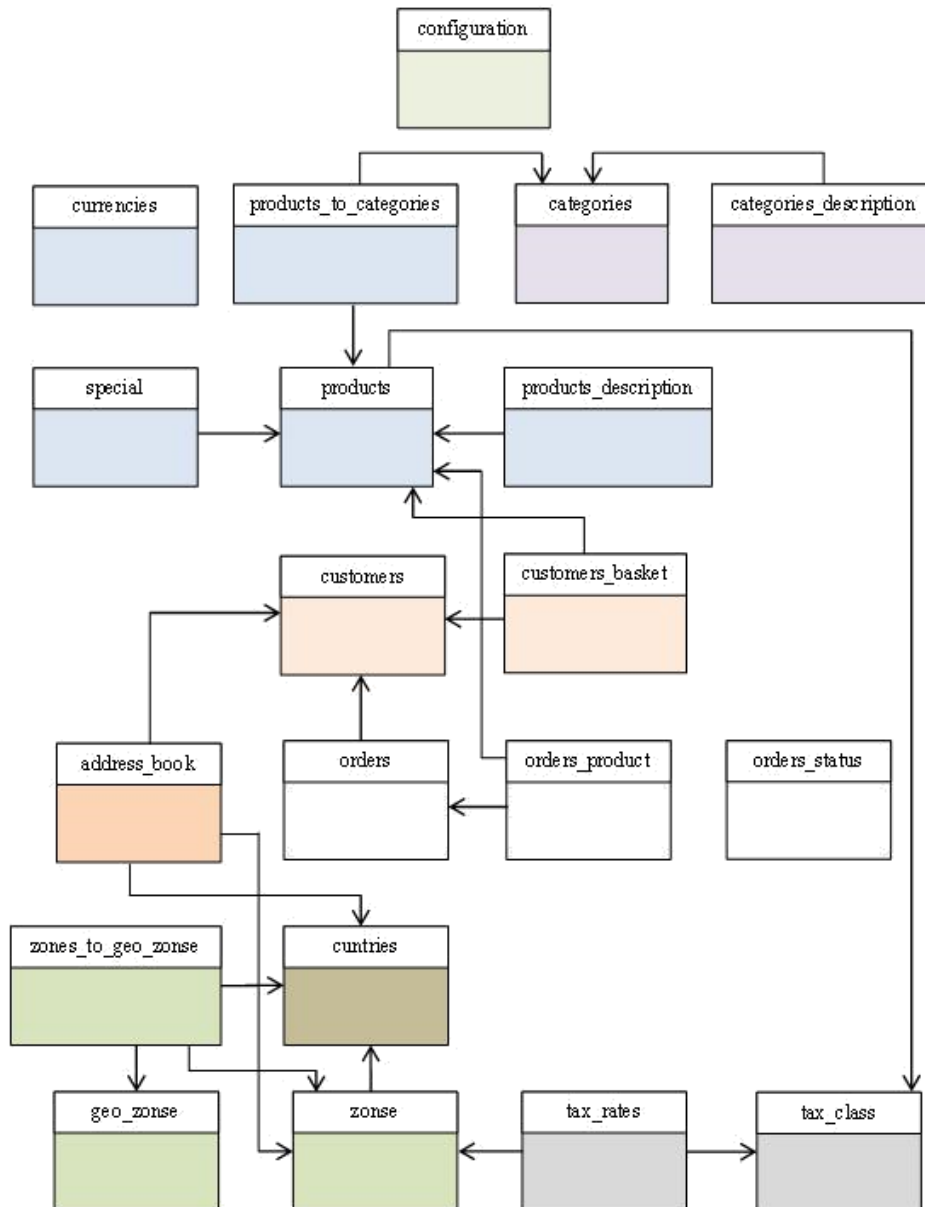 configuration
currencies
products_to_categories
categories
categories_description
special
products
products_description
customers
customers_basket
address_book
orders
orders_product
orders_status
zones_to_geo_zonse
cuntries
geo_zonse
zonse
tax_rates
tax_class